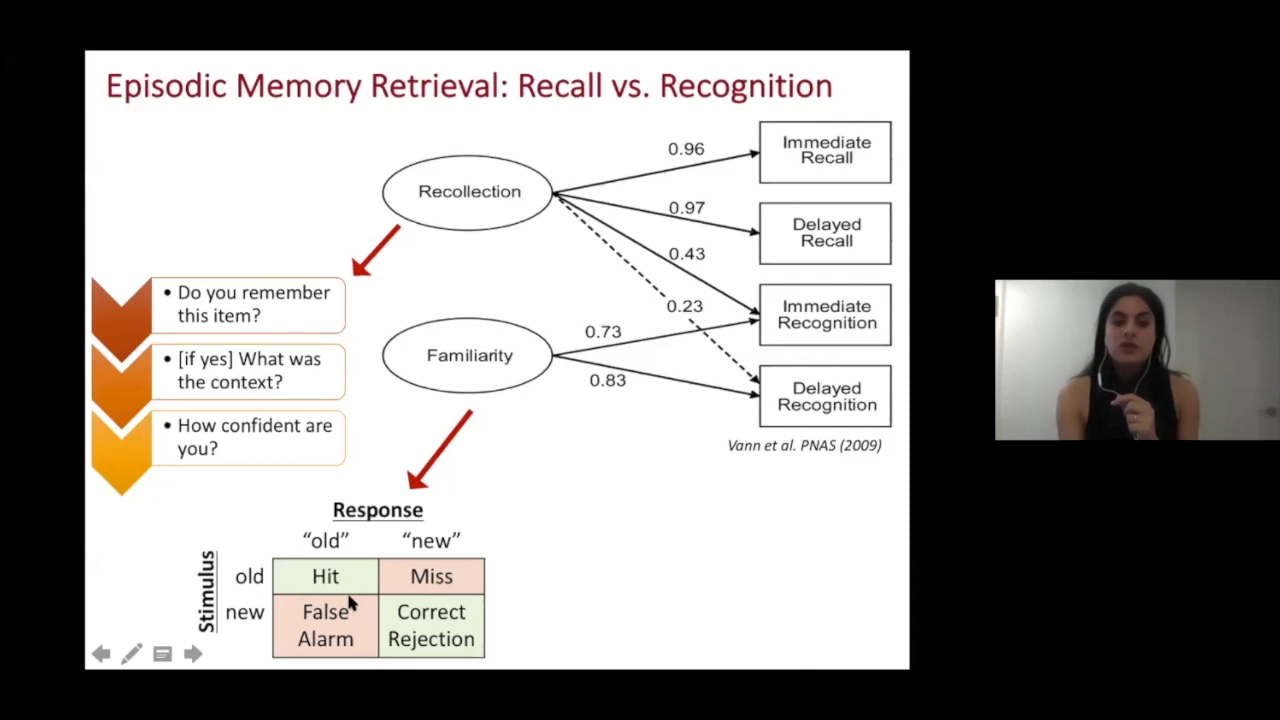 Episodic Memory Retrieval: Recall vs. Recognition
Recollection
0.96
0.97
0.43
0.23
Immediate
Recall
Delayed
Recall
Immediate
Recognition
Delayed
Recognition
Familiarity
0.73
0.83
Vann et al. PNAS (2009)
• Do you remember
this item?
• [if yes] What was
the context?
• How confident are
you?
Response
“old” “new”
Stimulus
old Hit Miss
new False Correct
Alarm Rejection